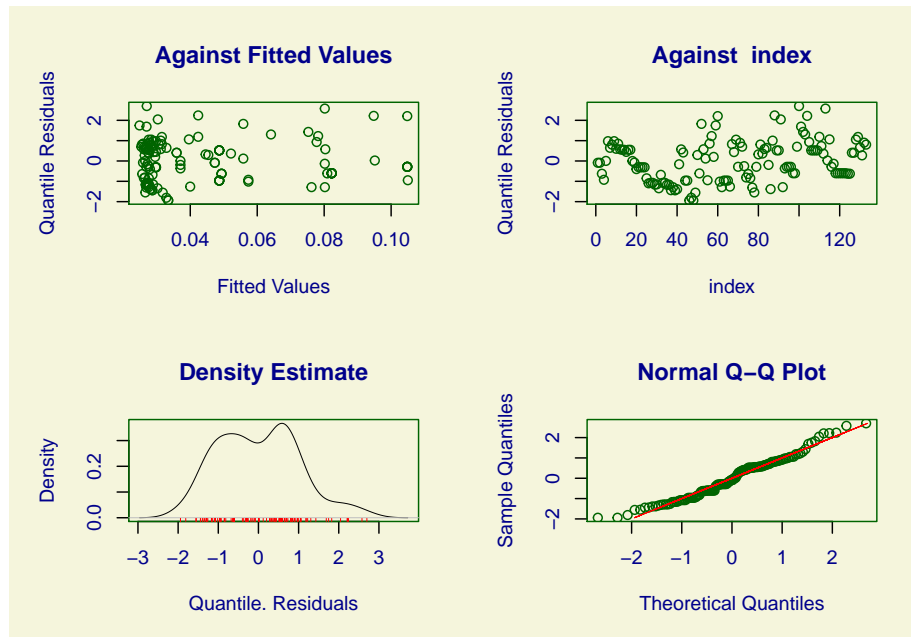 Against Fitted Values
Quantile Residuals
−2 0 2
0.04 0.06 0.08 0.10
Fitted Values
Against index
Quantile Residuals
−2 0 2
0 20 40 60 80 120
index
Density Estimate
Density
0.0 0.2
−3 −2 −1 0 1 2 3
Quantile. Residuals
Normal Q−Q Plot
Sample Quantiles
−2 0 2
−2 −1 0 1 2
Theoretical Quantiles